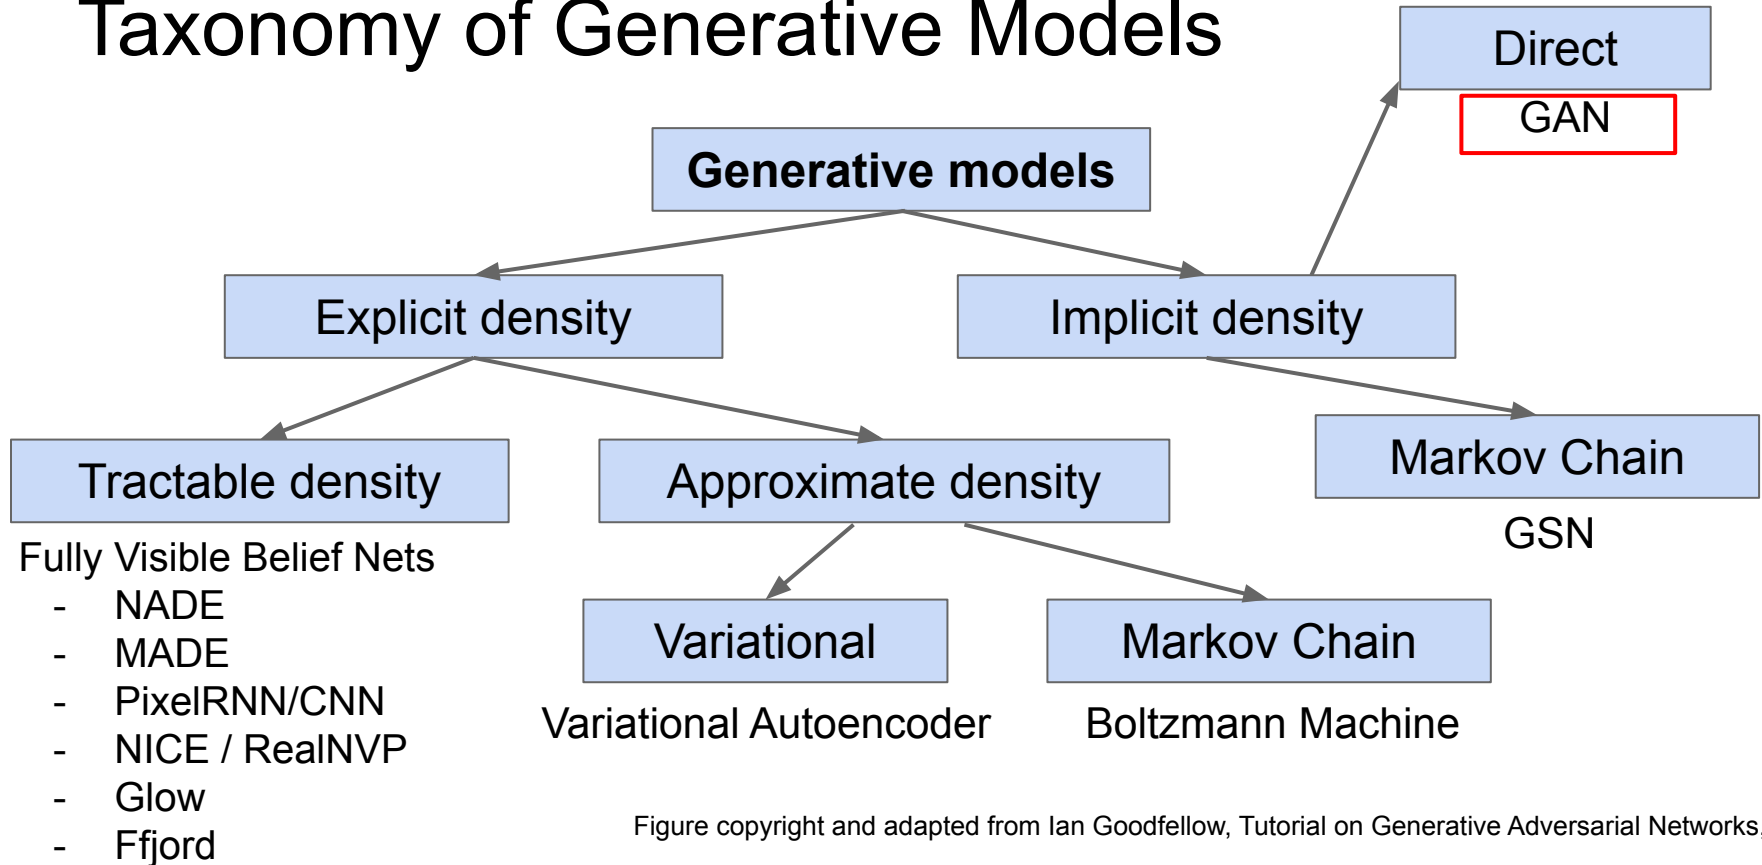 Taxonomy of Generative Models
Direct
GAN
Generative models
Explicit density
Implicit density
Tractable density
Approximate density
Markov Chain
GSN
Fully Visible Belief Nets
- NADE
- MADE
- PixelRNN/CNN
- NICE / RealNVP
- Glow
- Ffjord
Variational
Markov Chain
Variational Autoencoder
Boltzmann Machine
Figure copyright and adapted from Ian Goodfellow, Tutorial on Generative Adversarial Networks,